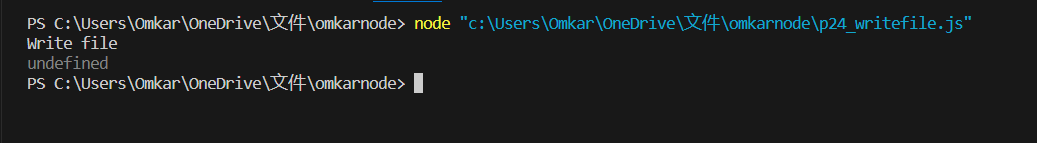 PS C:\Users\Omkar\OneDrive\文件\omkarnode> node "c:\Users\Omkar\OneDrive\文件\omkarnode\p24_writefile.js"
Write file
undefined
PS C:\Users\Omkar\OneDrive\文件\omkarnode>